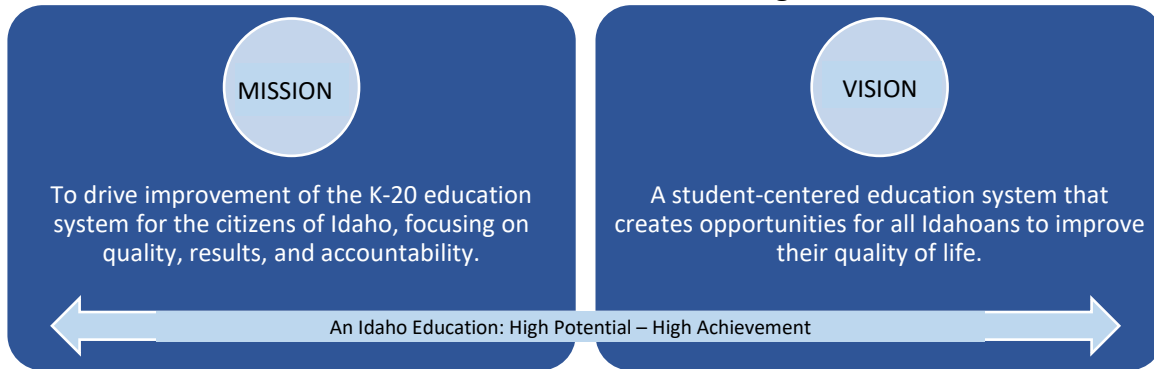 MISSION
To drive improvement of the K-20 education
system for the citizens of Idaho, focusing on
quality, results, and accountability.
VISION
A student-centered education system that
creates opportunities for all Idahoans to improve
their quality of life.
An Idaho Education: High Potential – High Achievement